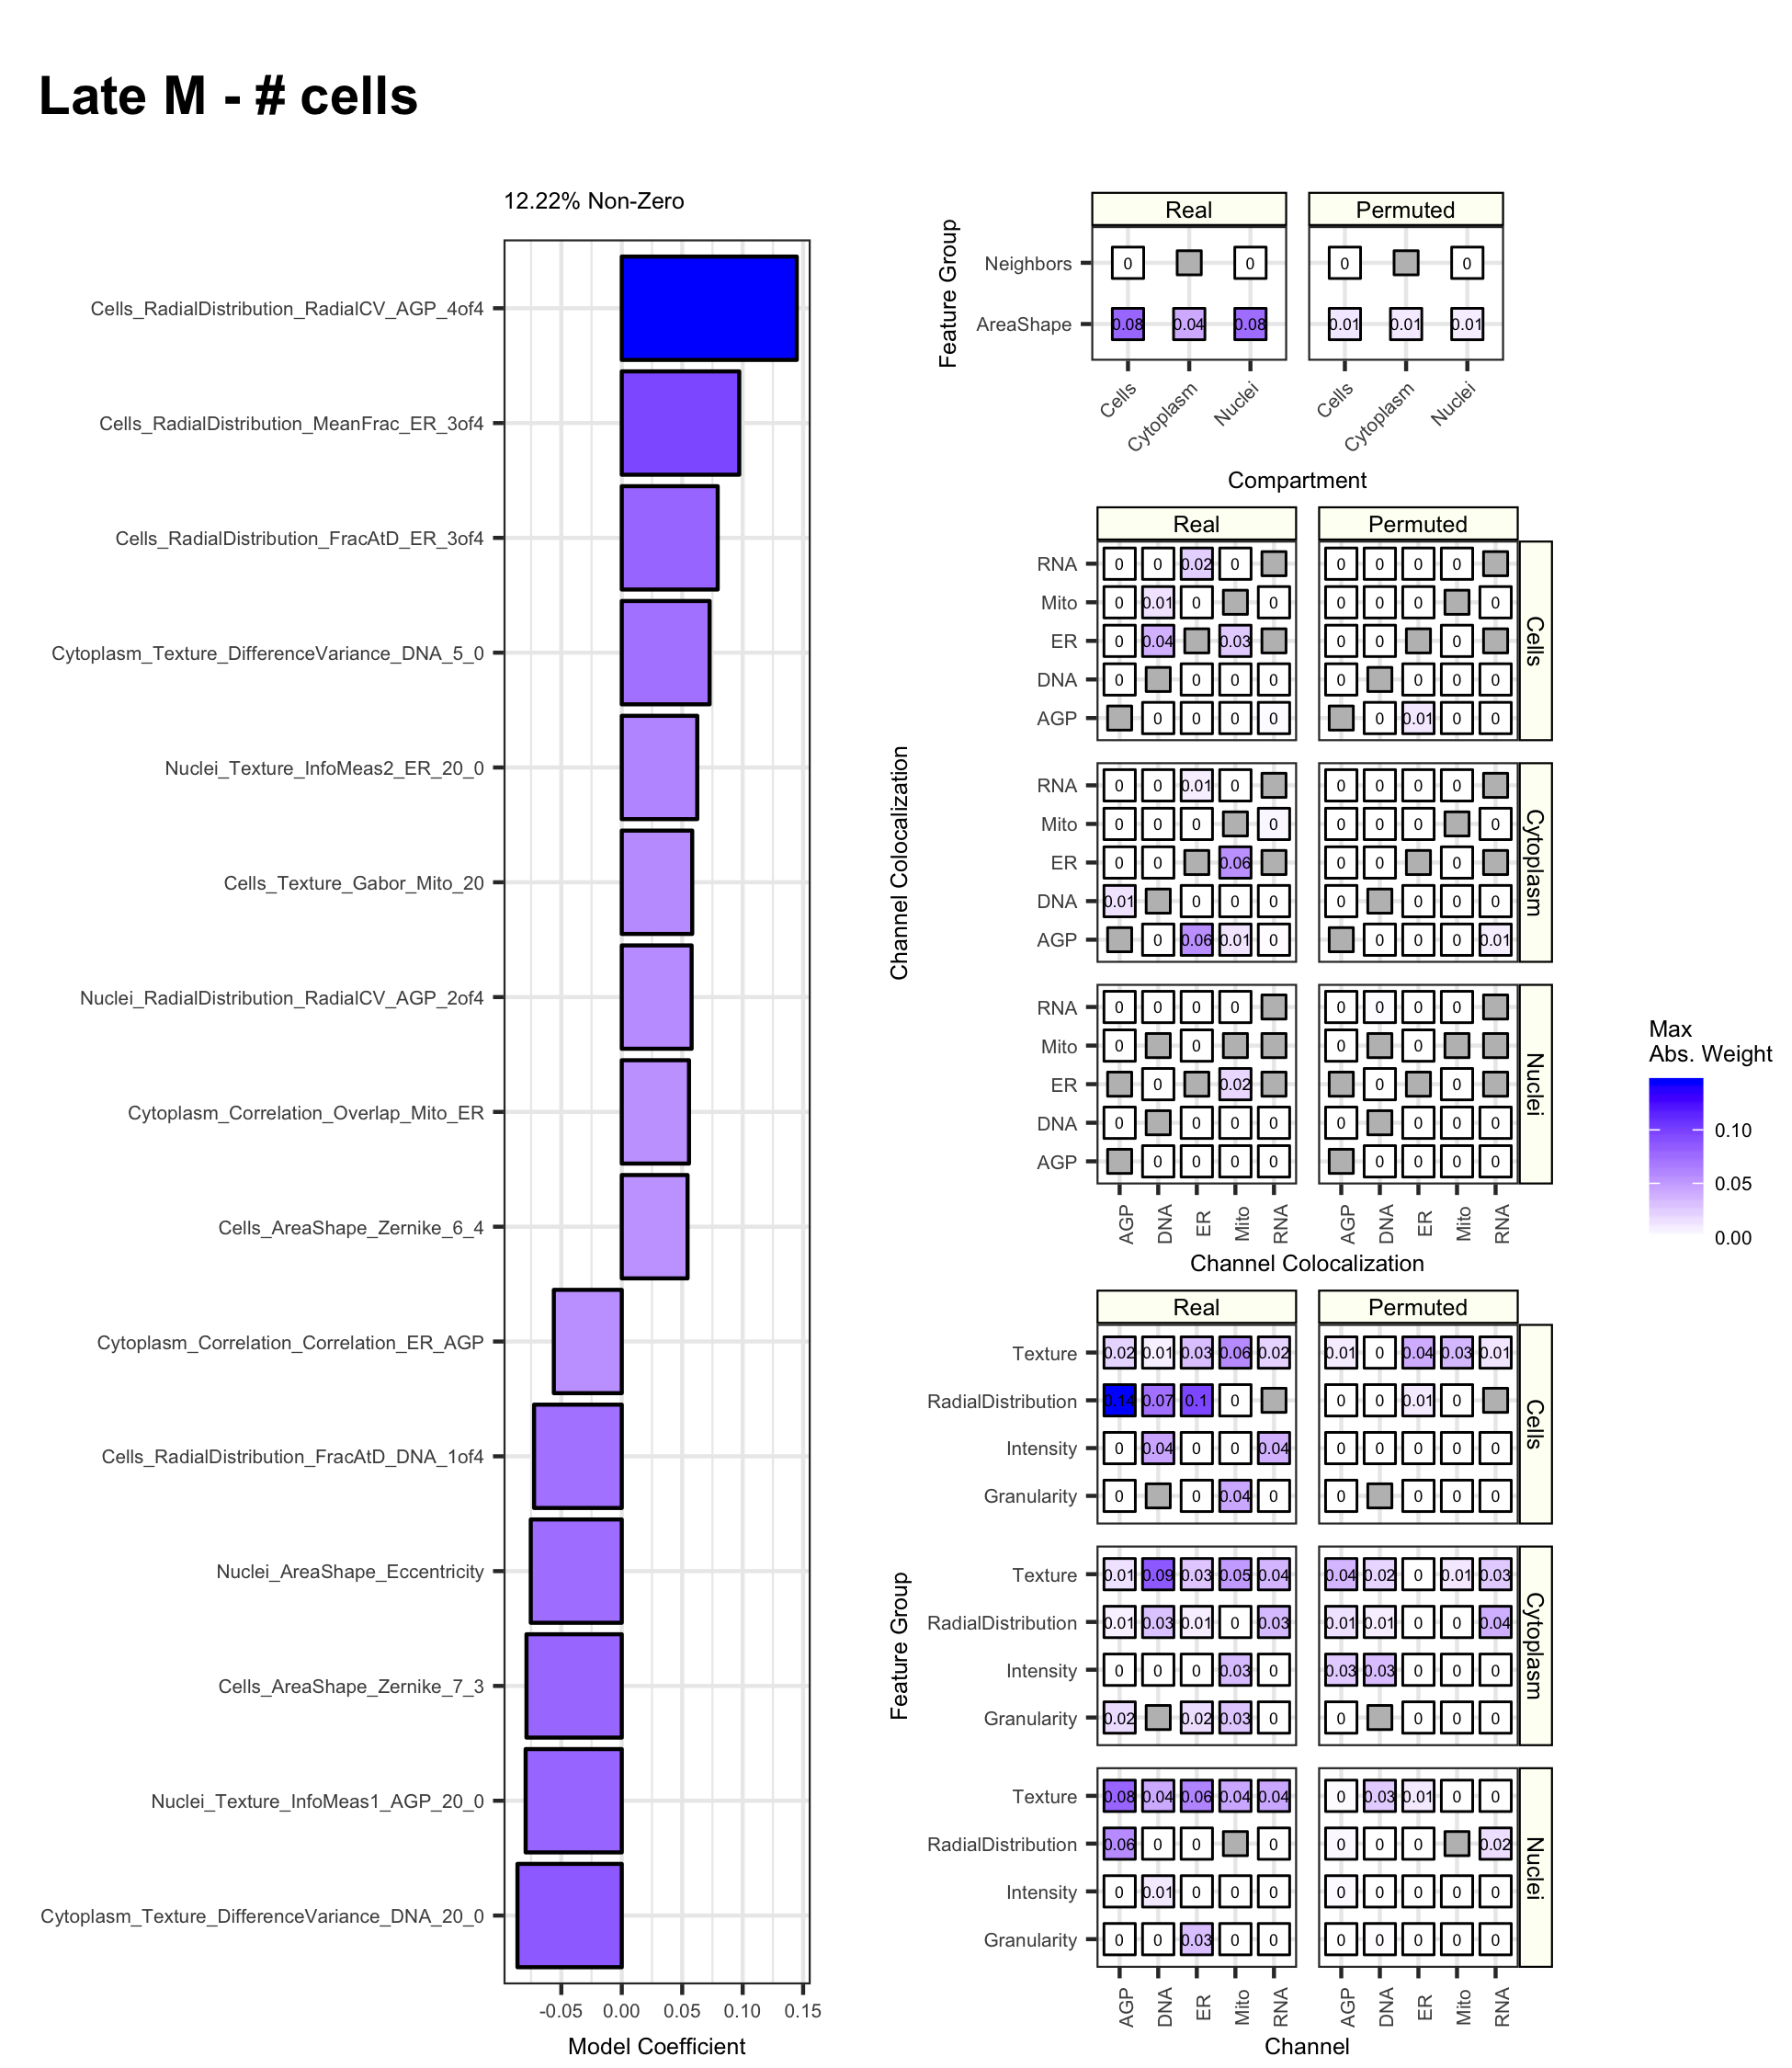 Late M - # cells
12.22% Non-Zero
Cells_RadialDistribution_RadialCV_AGP_4of4
Cells_RadialDistribution_MeanFrac_ER_3of4
Cells_RadialDistribution_FracAtD_ER_3of4
Cytoplasm_Texture_DifferenceVariance_DNA_5_0
Nuclei_Texture_InfoMeas2_ER_20_0
Cells_Texture_Gabor_Mito_20
Nuclei_RadialDistribution_RadialCV_AGP_2of4
Cytoplasm_Correlation_Overlap_Mito_ER
Cells_AreaShape_Zernike_6_4
Cytoplasm_Correlation_Correlation_ER_AGP
Cells_RadialDistribution_FracAtD_DNA_1of4
Nuclei_AreaShape_Eccentricity
Cells_AreaShape_Zernike_7_3
Nuclei_Texture_InfoMeas1_AGP_20_0
Cytoplasm_Texture_DifferenceVariance_DNA_20_0
-0.05 0.00 0.05 0.10 0.15
Model Coefficient
Feature Group
Real Permuted
Neighbors 0 0 0 0
AreaShape 0.08 0.04 0.08 0.01 0.01 0.01
Cells Cytoplasm Nuclei Cells Cytoplasm Nuclei
Compartment
Channel Colocalization
Real Permuted
RNA 0 0 0.02 0 0 0 0 0
Mito 0 0.01 0 0 0 0 0 0
ER 0 0.04 0.03 0 0 0
DNA 0 0 0 0 0 0 0 0
AGP 0 0 0 0 0 0.01 0 0
Cells
RNA 0 0 0.01 0 0 0 0 0
Mito 0 0 0 0 0 0 0 0
ER 0 0 0.06 0 0 0
DNA 0.01 0 0 0 0 0 0 0
AGP 0 0.06 0.01 0 0 0 0 0.01
Cytoplasm
RNA 0 0 0 0 0 0 0 0
Mito 0 0 0 0
ER 0 0.02 0 0
DNA 0 0 0 0 0 0 0 0
AGP 0 0 0 0 0 0 0 0
Nuclei
AGP DNA ER Mito RNA AGP DNA ER Mito RNA
Channel Colocalization
Feature Group
Real Permuted
Texture 0.02 0.01 0.03 0.06 0.02 0.01 0 0.04 0.03 0.01
RadialDistribution 0.14 0.07 0.1 0 0 0 0.01 0
Intensity 0 0.04 0 0 0.04 0 0 0 0 0
Granularity 0 0 0.04 0 0 0 0 0
Cells
Texture 0.01 0.09 0.03 0.05 0.04 0.04 0.02 0 0.01 0.03
RadialDistribution 0.01 0.03 0.01 0 0.03 0.01 0.01 0 0 0.04
Intensity 0 0 0 0.03 0 0.03 0.03 0 0 0
Granularity 0.02 0.02 0.03 0 0 0 0 0
Cytoplasm
Texture 0.08 0.04 0.06 0.04 0.04 0 0.03 0.01 0 0
RadialDistribution 0.06 0 0 0 0 0 0 0.02
Intensity 0 0.01 0 0 0 0 0 0 0 0
Granularity 0 0 0.03 0 0 0 0 0 0 0
Nuclei
AGP DNA ER Mito RNA AGP DNA ER Mito RNA
Channel
Max
Abs. Weight
0.10
0.05
0.00